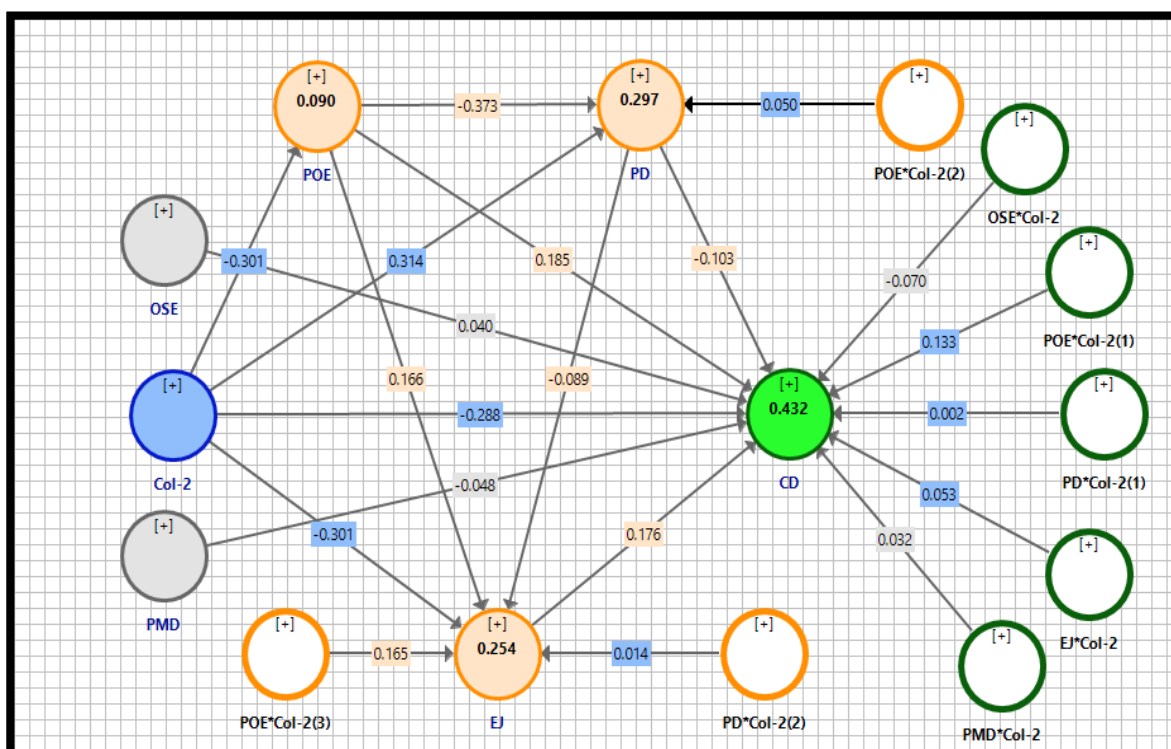 [+]
0.090
POE
-0.373
[+]
0.297
PD
0.050
[+]
POE*Col-2(2)
[+]
OSE*Col-2
[+]
OSE
-0.301
0.314
0.185
-0.103
-0.070
[+]
POE*Col-2(1)
0.040
0.133
0.166
-0.089
[+]
Col-2
-0.288
[+]
0.432
CD
0.002
[+]
PD*Col-2(1)
-0.048
0.053
[+]
PMD
-0.301
0.176
0.032
[+]
EJ*Col-2
[+]
POE*Col-2(3)
0.165
[+]
0.254
EJ
0.014
[+]
PD*Col-2(2)
[+]
PMD*Col-2